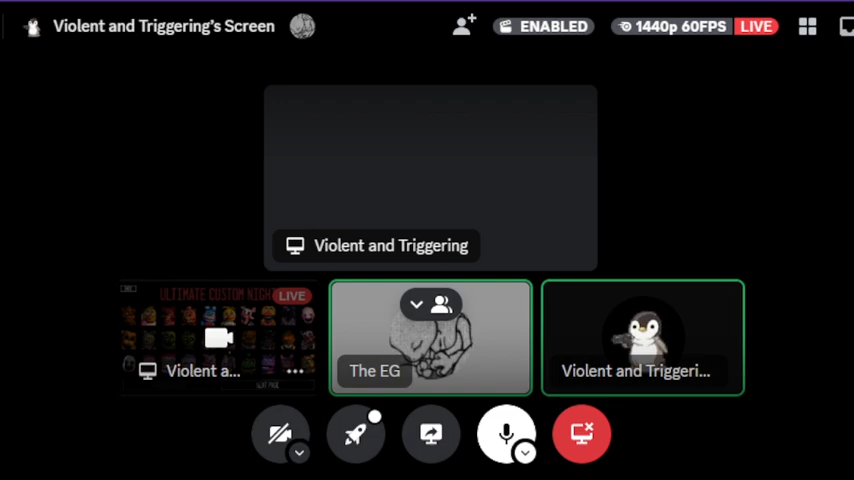 Violent and Triggering's Screen
ENABLED
1440p 60FPS
LIVE
Violent and Triggering
ULTIMATE CUSTOM NIGHT
LIVE
Violent a...
The EG
Violent and Triggeri...